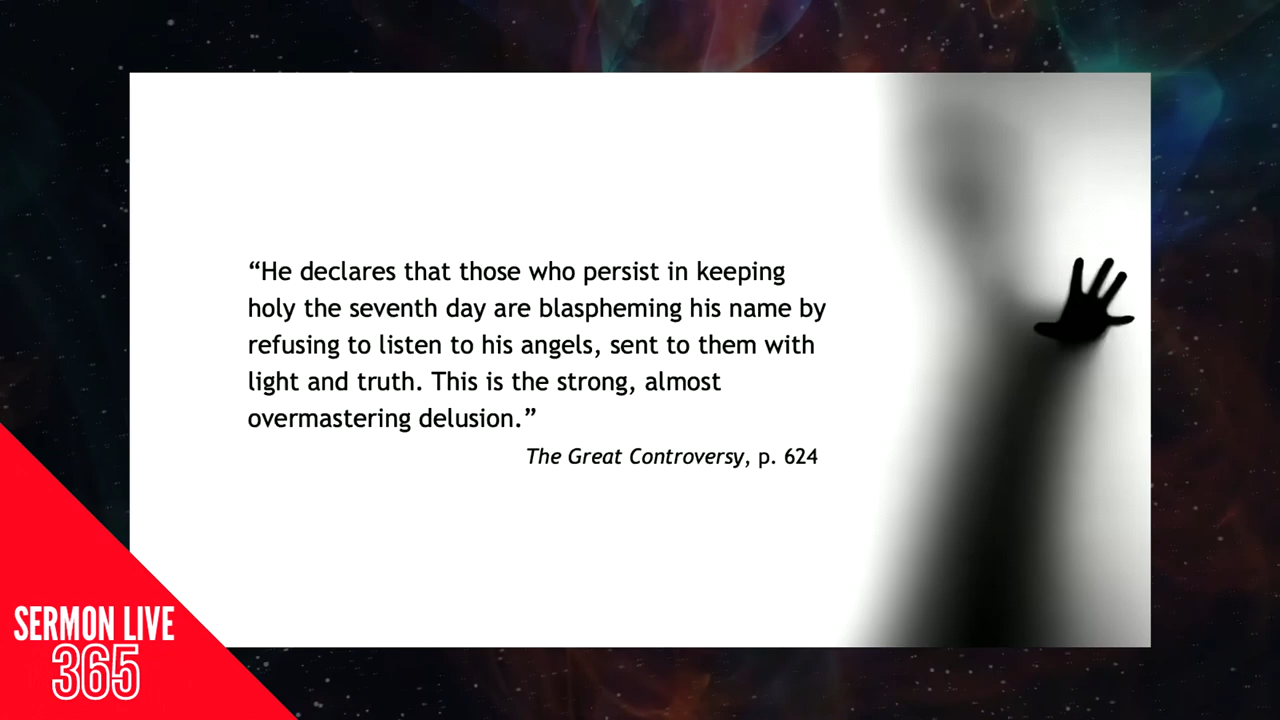 “He declares that those who persist in keeping
holy the seventh day are blaspheming his name by
refusing to listen to his angels, sent to them with
light and truth. This is the strong, almost
overmastering delusion.”
The Great Controversy, p. 624
SERMON LIVE
365